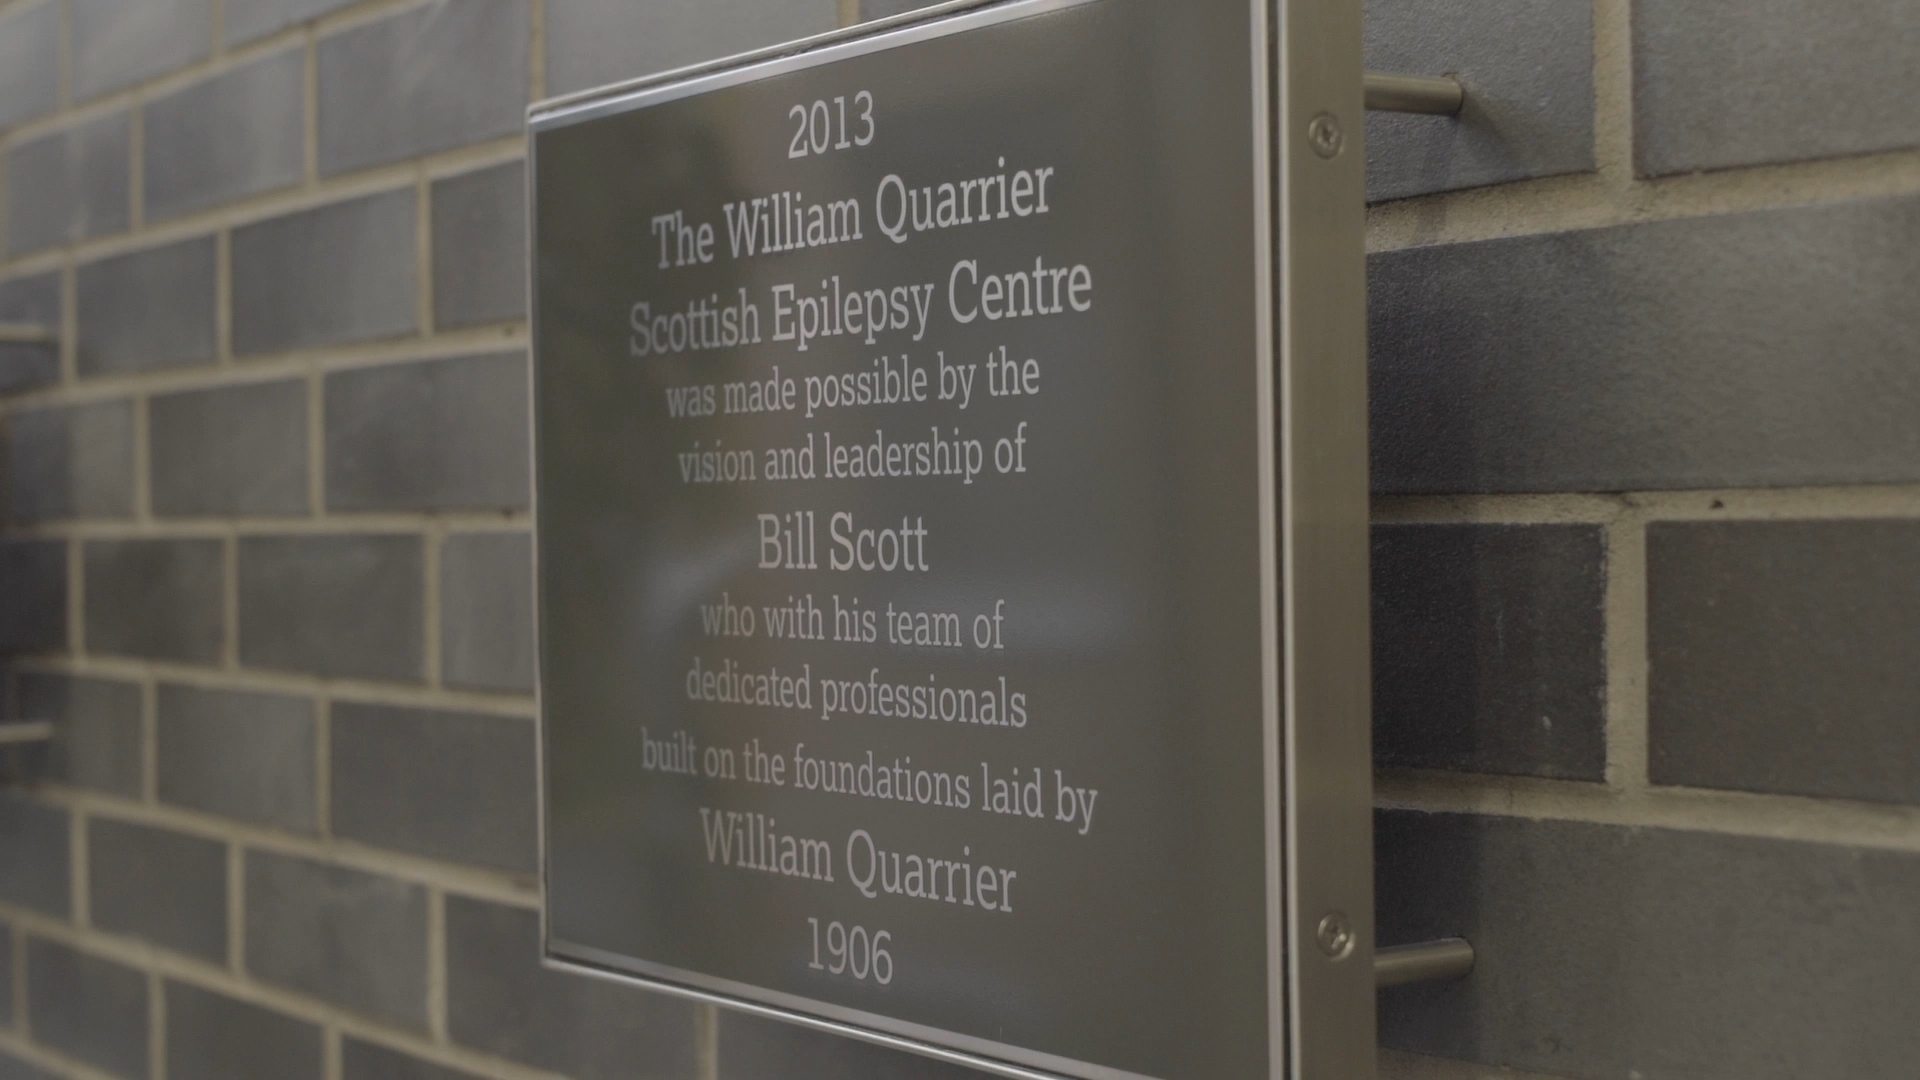 2013
The William Quarrier
Scottish Epilepsy Centre
was made possible by the
vision and leadership of
Bill Scott
who with his team of
dedicated professionals
built on the foundations laid by
William Quarrier
1906